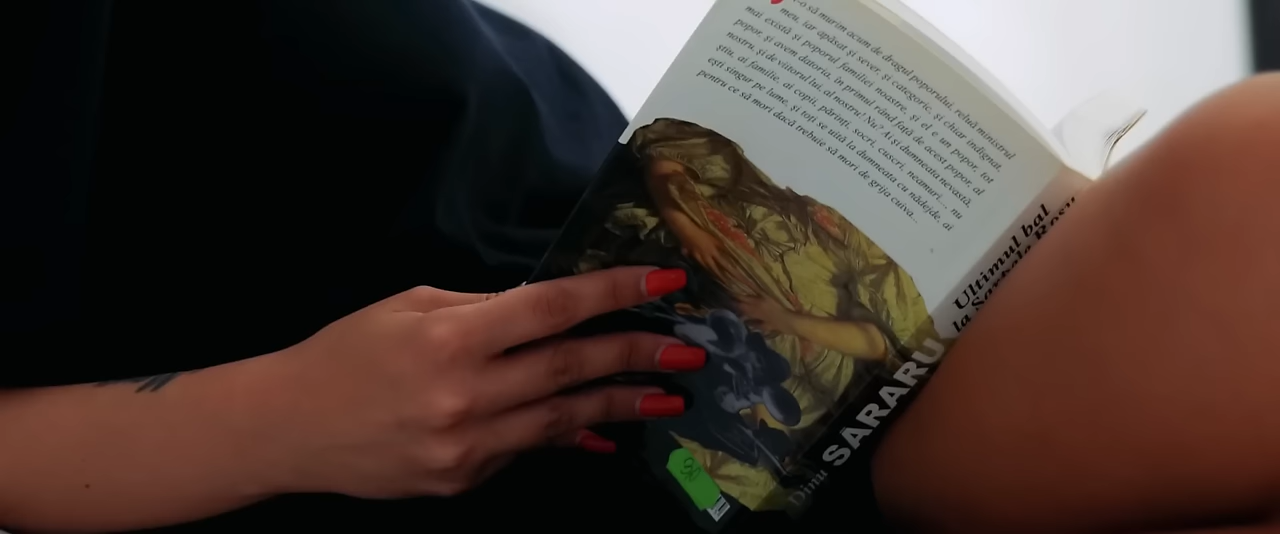 -o să murim acum de dragul poporului, reluă ministrul
meu, iar apăsat și sever, și categoric, și chiar indignat,
mai există și poporul familiei noastre, și el e un popor, tot
popor, și avem datoria, în primul rând față de acest popor, al
nostru, și de viitorul lui, al nostru! Nu? Ai și dumneata nevastă,
știu, ai familie, ai copii, părinți, socri, cuscri, neamuri..., nu
ești singur pe lume, și toți se uită la dumneata cu nădejde, ai
pentru ce să mori dacă trebuie să mori de grija cuiva...
Ultimul bal
la Șarbela Roșu
Dinu SARARU